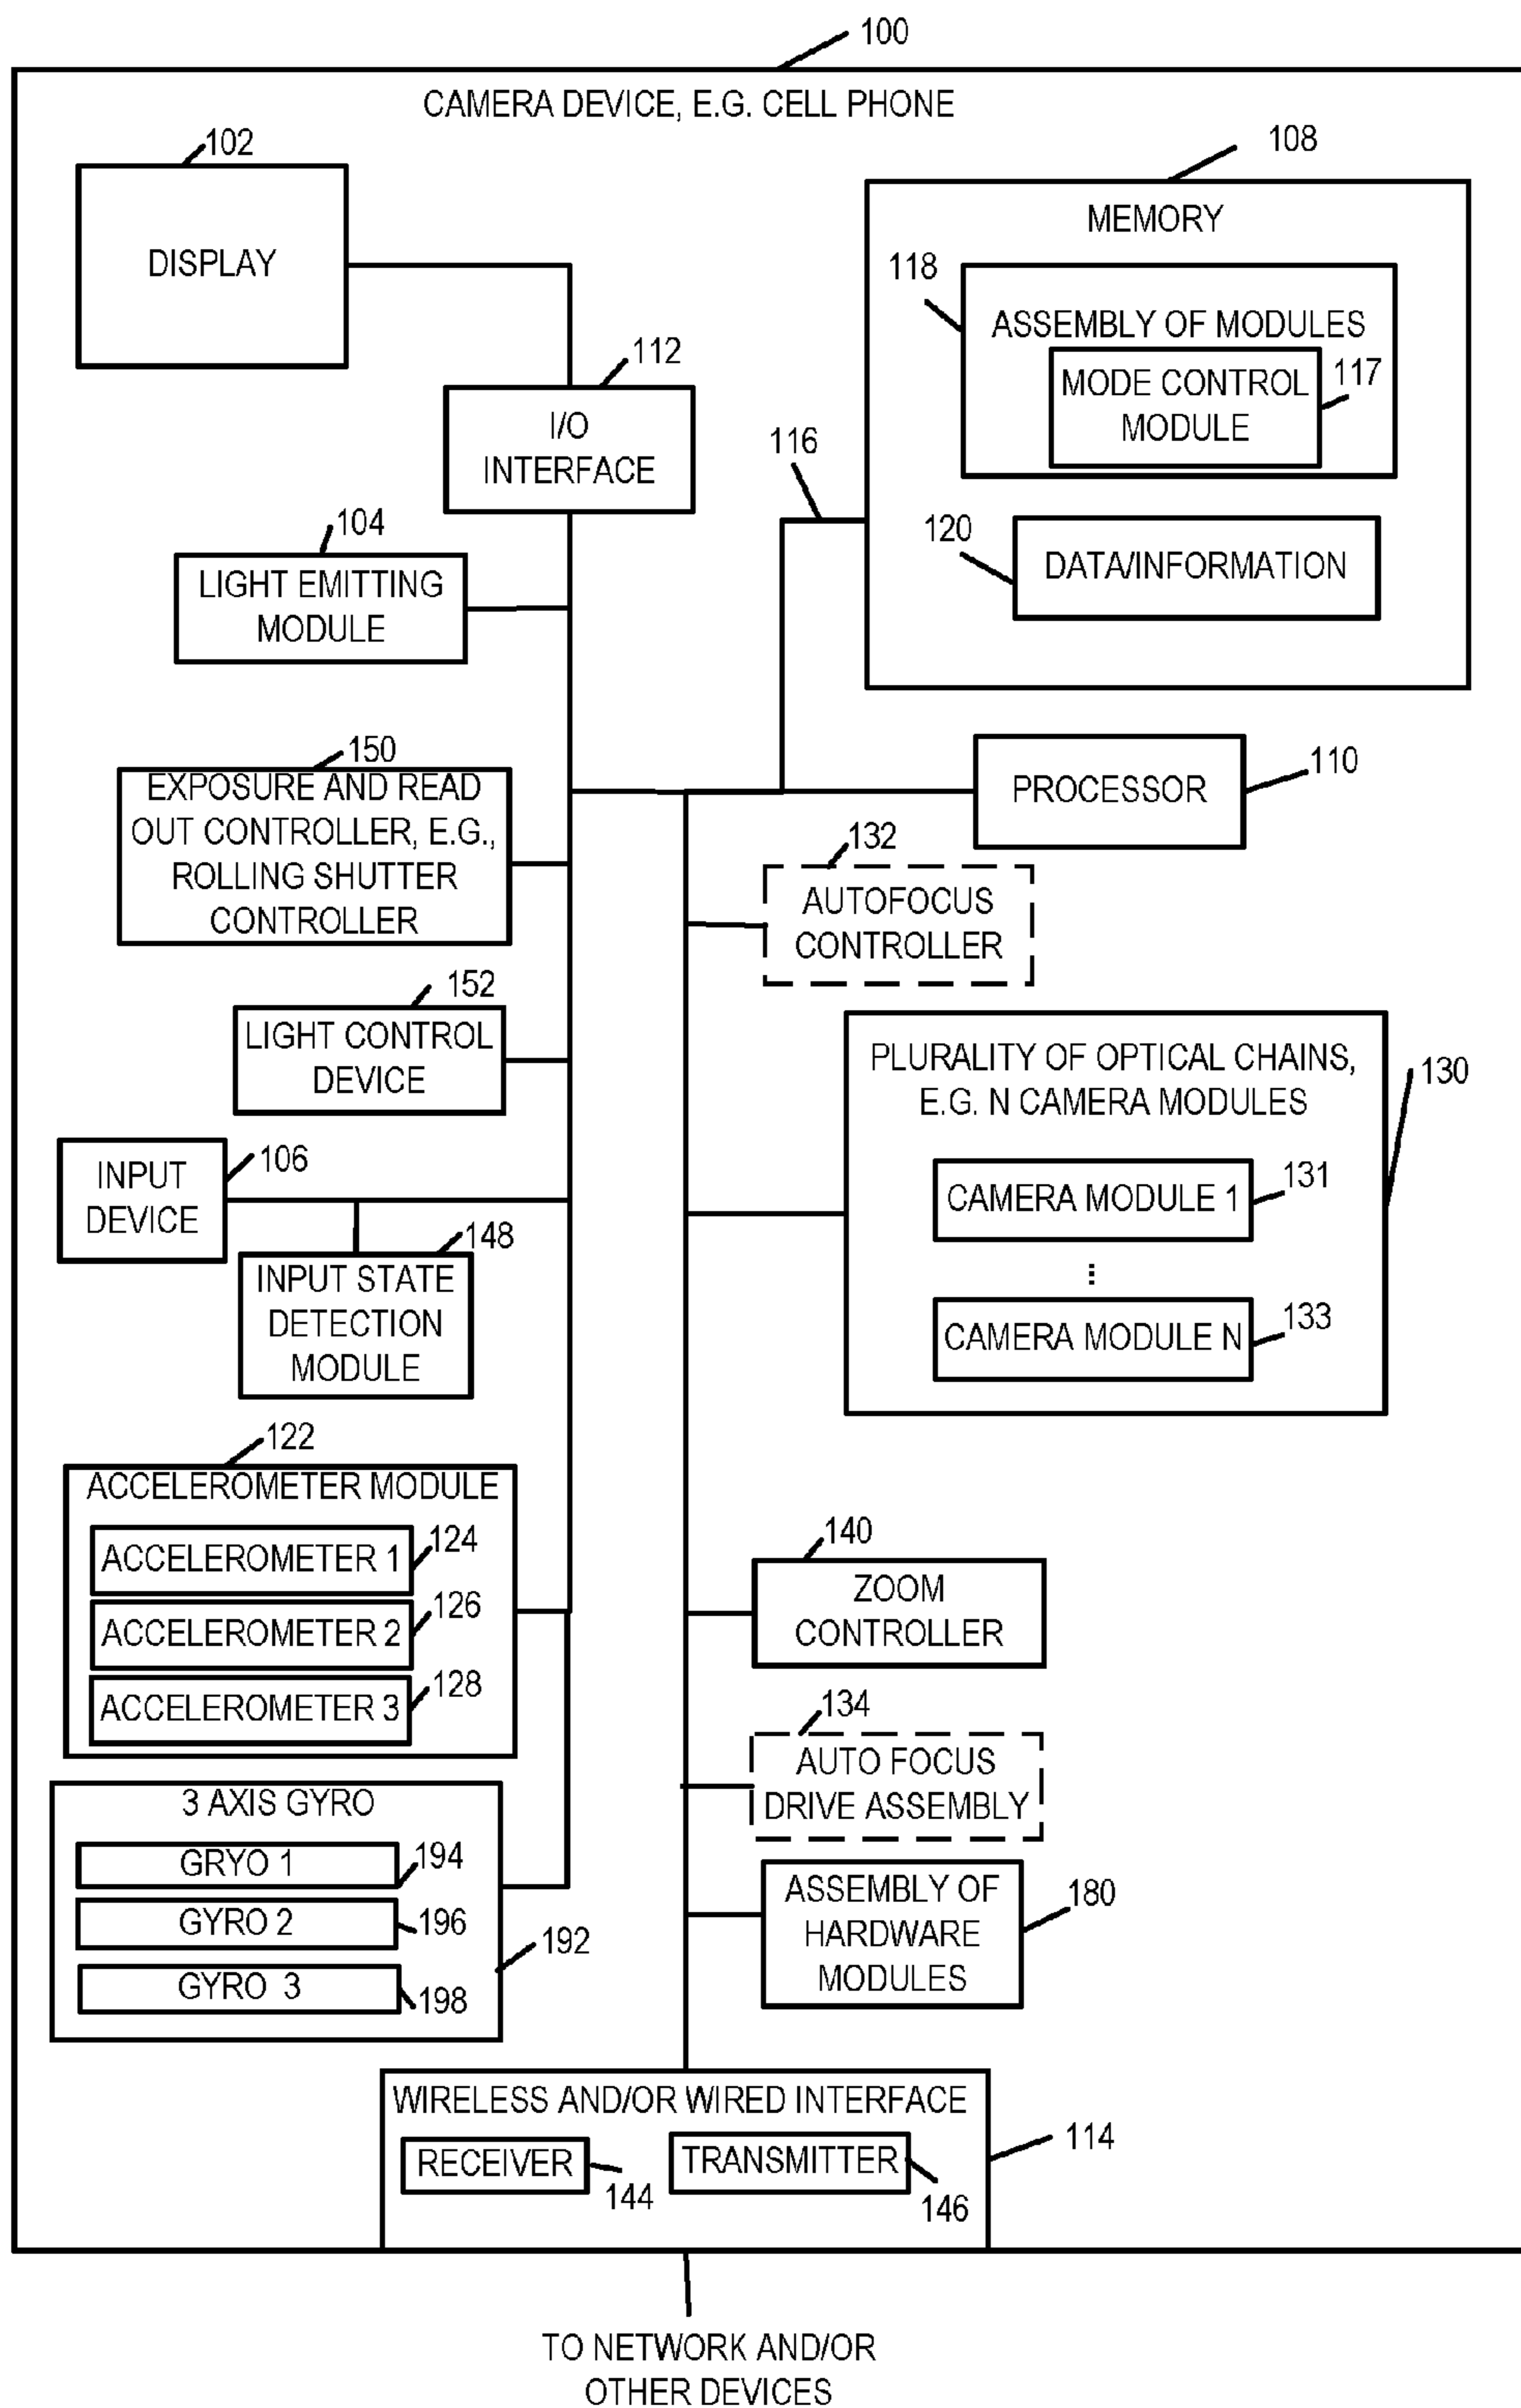 100
CAMERA DEVICE, E.G. CELL PHONE
102
DISPLAY
108
MEMORY
118
ASSEMBLY OF MODULES
MODE CONTROL
MODULE
117
120
DATA/INFORMATION
112
I/O
INTERFACE
116
104
LIGHT EMITTING
MODULE
150
EXPOSURE AND READ
OUT CONTROLLER, E.G.,
ROLLING SHUTTER
CONTROLLER
PROCESSOR
110
132
AUTOFOCUS
CONTROLLER
152
LIGHT CONTROL
DEVICE
PLURALITY OF OPTICAL CHAINS,
E.G. N CAMERA MODULES
130
CAMERA MODULE 1
131
...
CAMERA MODULE N
133
INPUT
DEVICE
106
148
INPUT STATE
DETECTION
MODULE
122
ACCELEROMETER MODULE
ACCELEROMETER 1
124
ACCELEROMETER 2
126
ACCELEROMETER 3
128
140
ZOOM
CONTROLLER
134
AUTO FOCUS
DRIVE ASSEMBLY
3 AXIS GYRO
GRYO 1
194
GYRO 2
196
GYRO 3
198
192
ASSEMBLY OF
HARDWARE
MODULES
180
WIRELESS AND/OR WIRED INTERFACE
RECEIVER
144
TRANSMITTER
146
114
TO NETWORK AND/OR
OTHER DEVICES